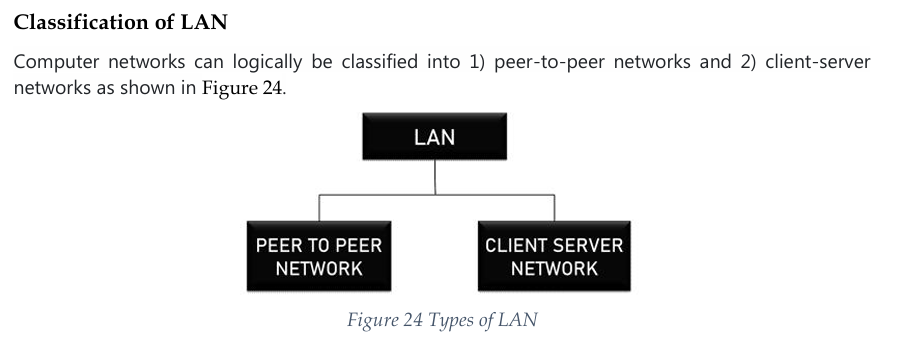 Classification of LAN
Computer networks can logically be classified into 1) peer-to-peer networks and 2) client-server
networks as shown in Figure 24.
LAN
PEER TO PEER
NETWORK
CLIENT SERVER
NETWORK
Figure 24 Types of LAN